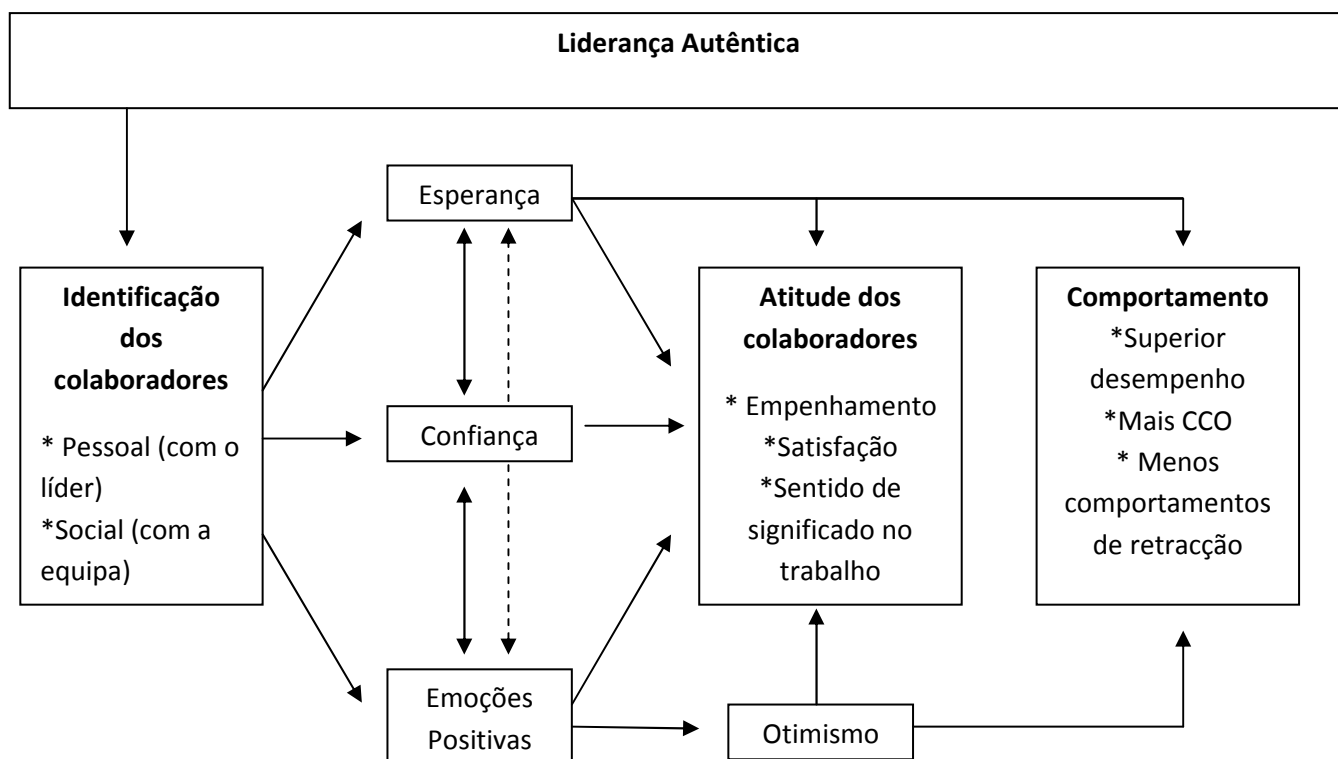 Liderança Autêntica
Esperança
Identificação
dos
colaboradores
* Pessoal (com o
líder)
*Social (com a
equipa)
Confiança
Atitude dos
colaboradores
* Empenhamento
*Satisfação
*Sentido de
significado no
trabalho
Comportamento
*Superior
desempenho
*Mais CCO
* Menos
comportamentos
de retracção
Emoções
Positivas
Otimismo